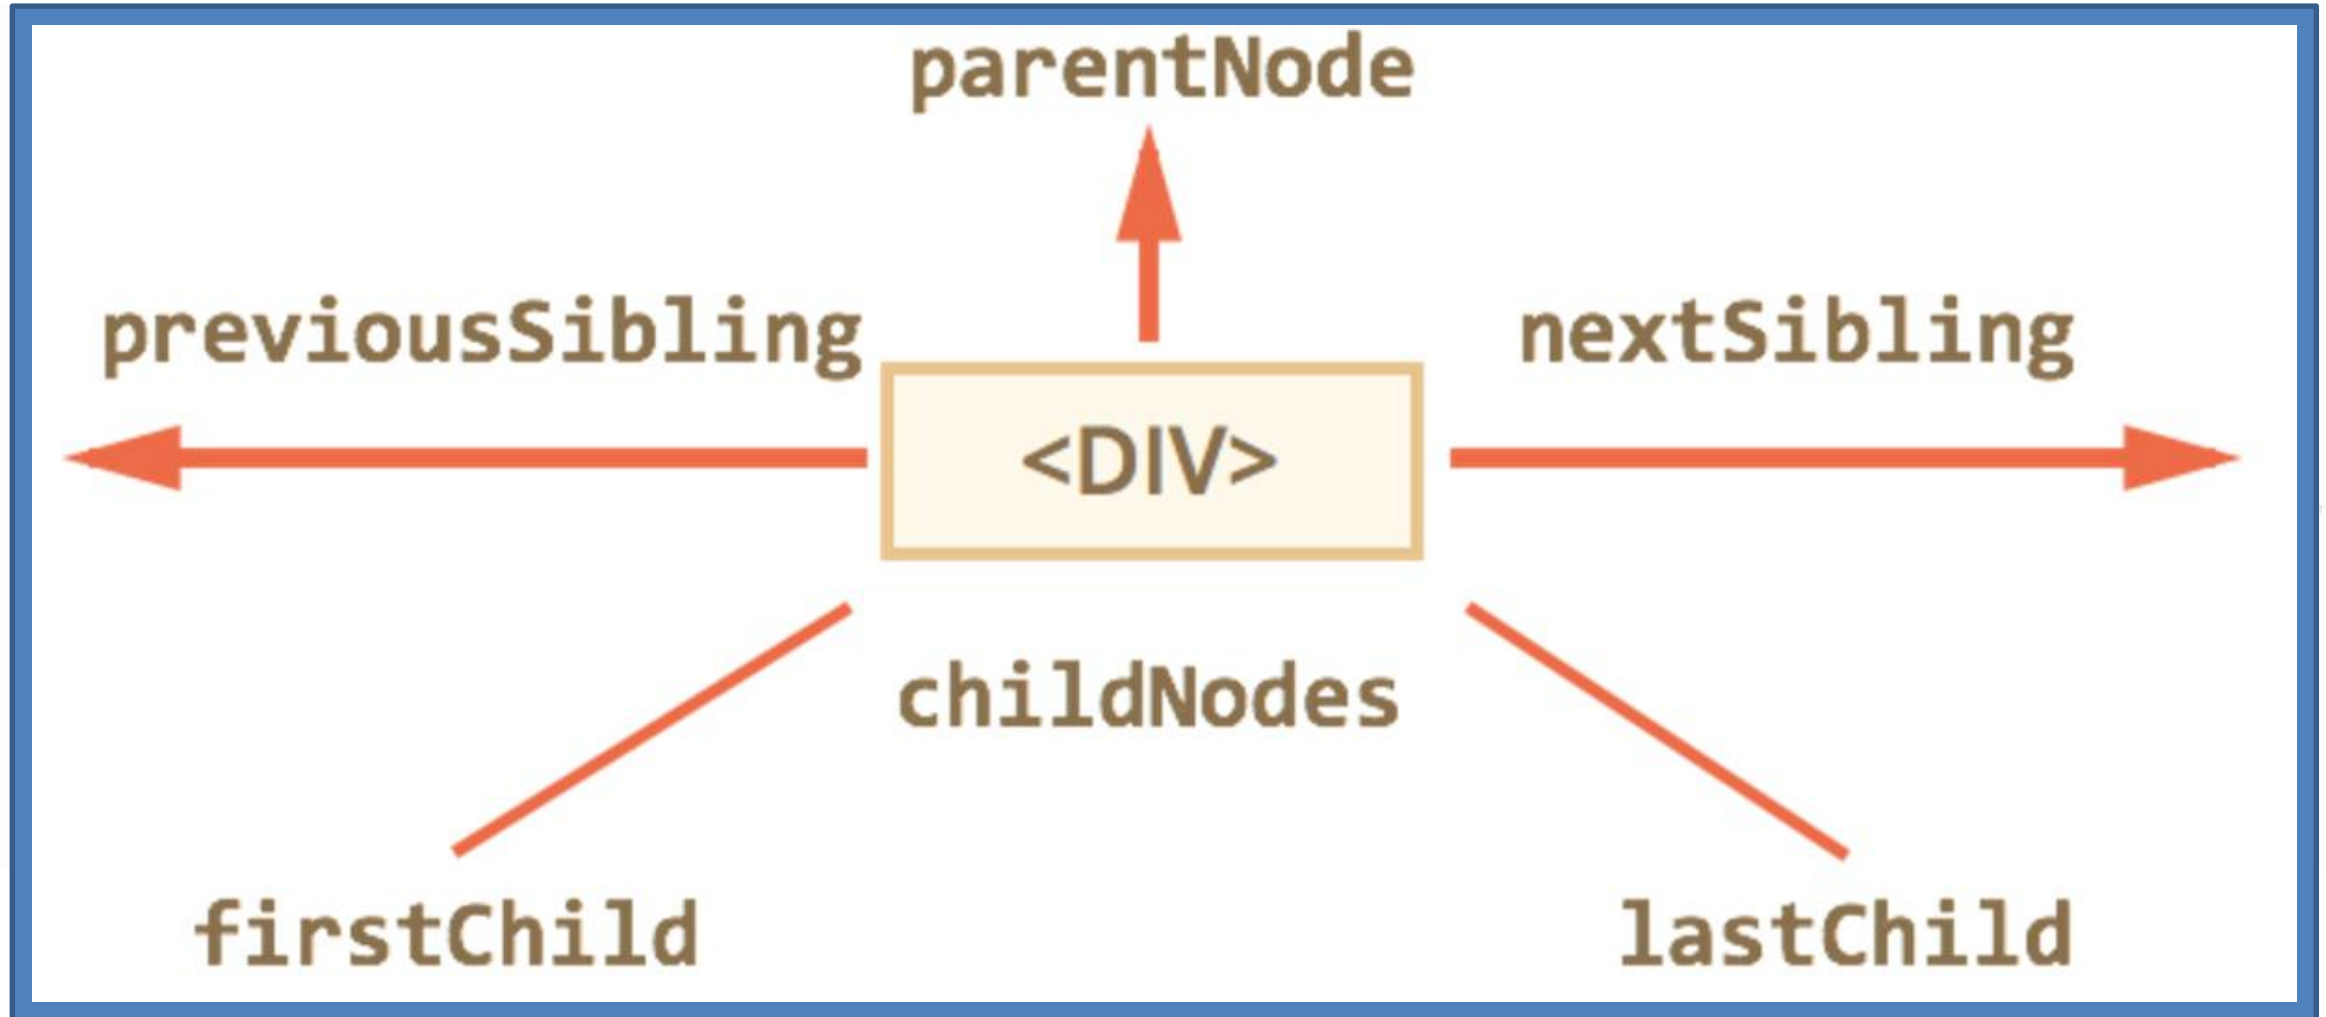 parentNode
previousSibling
nextSibling
<DIV>
childNodes
firstChild
lastChild